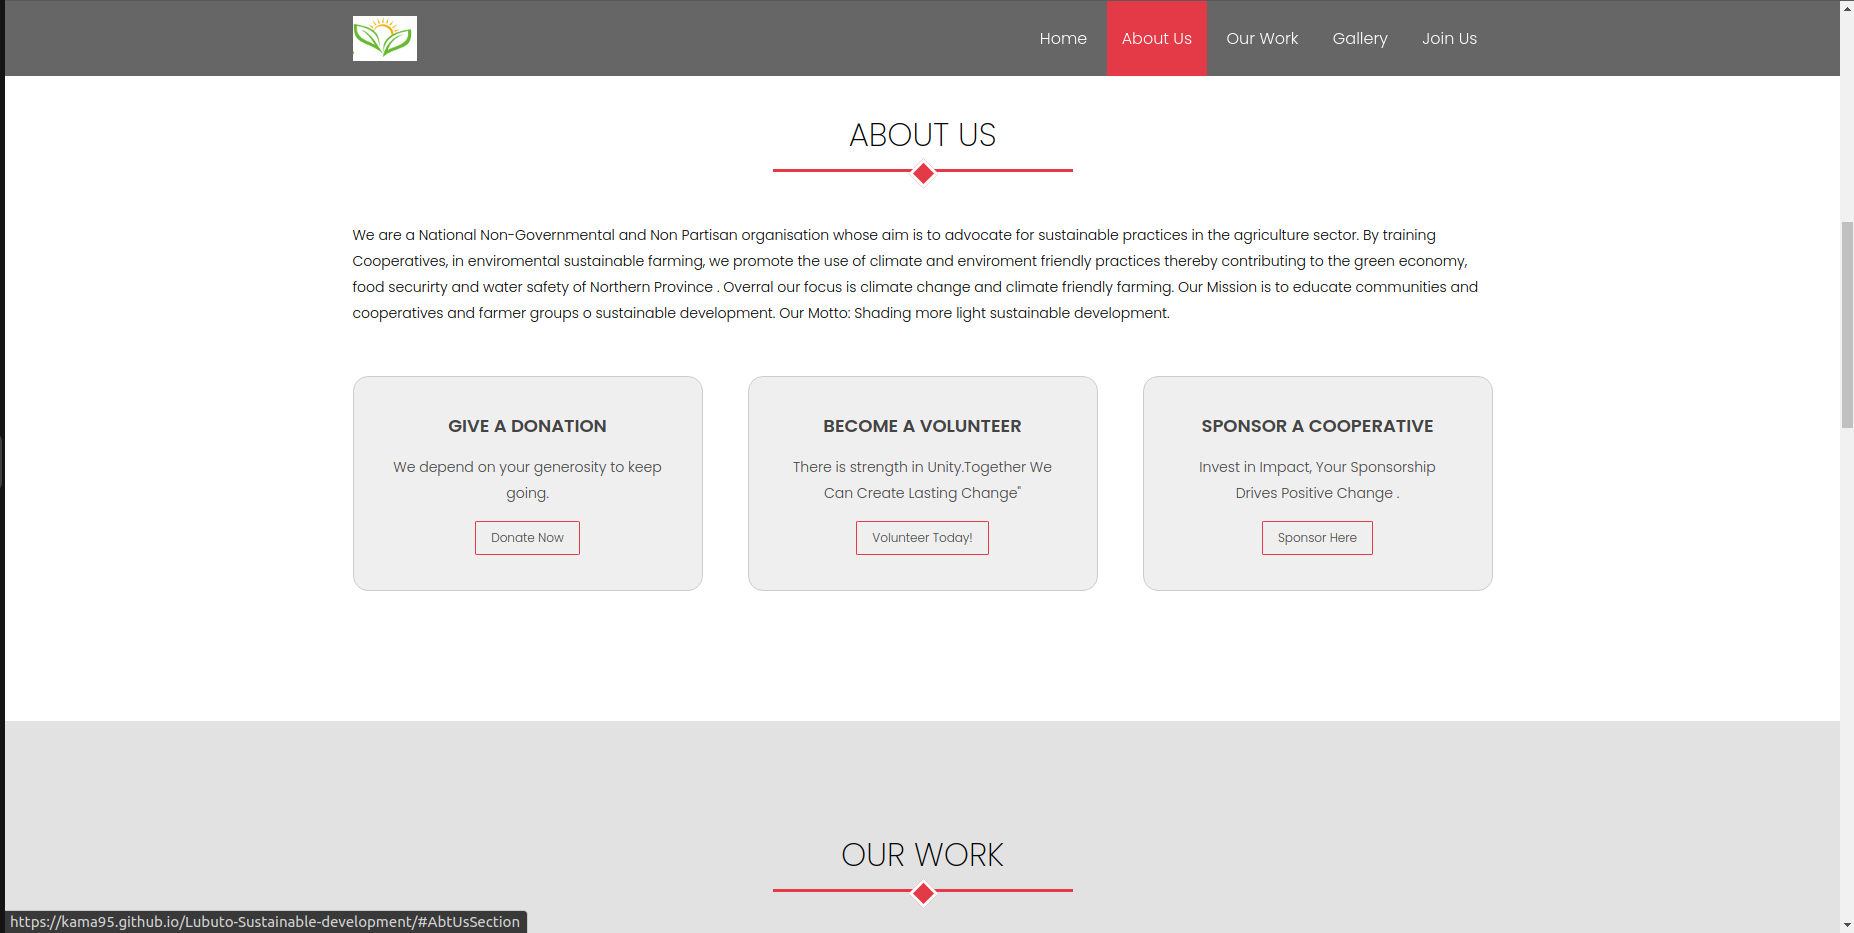 Home About Us Our Work Gallery Join Us
ABOUT US
We are a National Non-Governmental and Non Partisan organisation whose aim is to advocate for sustainable practices in the agriculture sector. By training
Cooperatives, in enviromental sustainable farming, we promote the use of climate and enviroment friendly practices thereby contributing to the green economy,
food securirty and water safety of Northern Province . Overral our focus is climate change and climate friendly farming. Our Mission is to educate communities and
cooperatives and farmer groups o sustainable development. Our Motto: Shading more light sustainable development.
GIVE A DONATION
We depend on your generosity to keep
going.
Donate Now
BECOME A VOLUNTEER
There is strength in Unity.Together We
Can Create Lasting Change"
Volunteer Today!
SPONSOR A COOPERATIVE
Invest in Impact, Your Sponsorship
Drives Positive Change .
Sponsor Here
OUR WORK
https://kama95.github.io/Lubuto-Sustainable-development/#AbtUsSection